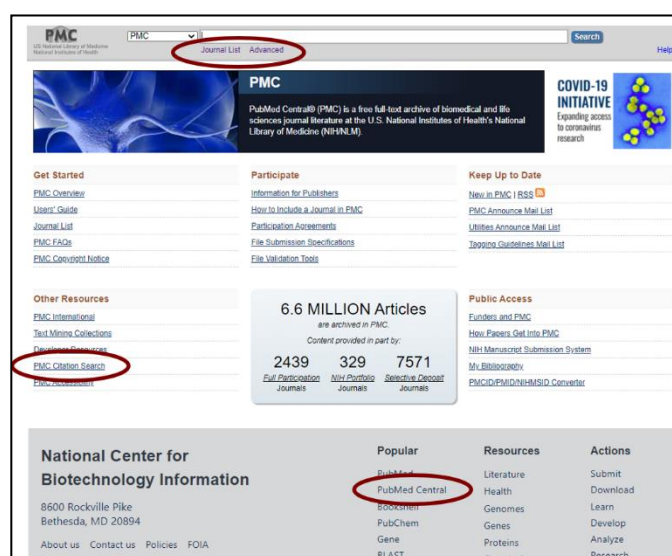 PMC
US National Library of Medicine
National Institutes of Health
PMC
Search
Journal List Advanced
Help
PMC
PubMed Central® (PMC) is a free full-text archive of biomedical and life
sciences journal literature at the U.S. National Institutes of Health's National
Library of Medicine (NIH/NLM).
COVID-19
INITIATIVE
Expanding access
to coronavirus
research
Get Started
PMC Overview
Users' Guide
Journal List
PMC FAQs
PMC Copyright Notice
Participate
Information for Publishers
How to Include a Journal in PMC
Participation Agreements
File Submission Specifications
File Validation Tools
Keep Up to Date
New in PMC | RSS
PMC Announce Mail List
Utilities Announce Mail List
Tagging Guidelines Mail List
Other Resources
PMC International
Text Mining Collections
Developer Resources
PMC Citation Search
PMC Accessibility
6.6 MILLION Articles
are archived in PMC.
Content provided in part by:
2439 329 7571
Full Participation NIH Portfolio Selective Deposit
Journals Journals Journals
Public Access
Funders and PMC
How Papers Get Into PMC
NIH Manuscript Submission System
My Bibliography
PMCID/PMID/NIHMSID Converter
National Center for
Biotechnology Information
8600 Rockville Pike
Bethesda, MD 20894
About us Contact us Policies FOIA
Popular
PubMed
PubMed Central
Bookshelf
PubChem
Gene
BLAST
Resources
Literature
Health
Genomes
Genes
Proteins
Actions
Submit
Download
Learn
Develop
Analyze
Research